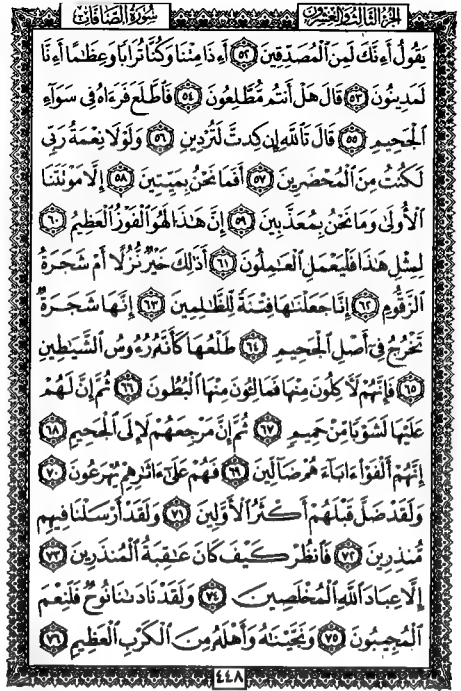 الجزء الثالث والعشرون سورة الصافات
يَقُولُ أَءِنَّكَ لَمِنَ ٱلْمُصَدِّقِينَ ٥٢ أَءِذَا مِتْنَا وَكُنَّا تُرَابًا وَعِظَـٰمًا أَءِنَّا
لَمَدِينُونَ ٥٣ قَالَ هَلْ أَنتُم مُّطَّلِعُونَ ٥٤ فَٱطَّلَعَ فَرَءَاهُ فِى سَوَآءِ
ٱلْجَحِيمِ ٥٥ قَالَ تَٱللَّهِ إِن كِدتَّ لَتُرْدِينِ ٥٦ وَلَوْلَا نِعْمَةُ رَبِّى
لَكُنتُ مِنَ ٱلْمُحْضَرِينَ ٥٧ أَفَمَا نَحْنُ بِمَيِّتِينَ ٥٨ إِلَّا مَوْتَتَنَا
ٱلْأُولَىٰ وَمَا نَحْنُ بِمُعَذَّبِينَ ٥٩ إِنَّ هَـٰذَا لَهُوَ ٱلْفَوْزُ ٱلْعَظِيمُ ٦٠
لِمِثْلِ هَـٰذَا فَلْيَعْمَلِ ٱلْعَـٰمِلُونَ ٦١ أَذَٰلِكَ خَيْرٌ نُّزُلًا أَمْ شَجَرَةُ
ٱلزَّقُّومِ ٦٢ إِنَّا جَعَلْنَـٰهَا فِتْنَةً لِّلظَّـٰلِمِينَ ٦٣ إِنَّهَا شَجَرَةٌ
تَخْرُجُ فِىٓ أَصْلِ ٱلْجَحِيمِ ٦٤ طَلْعُهَا كَأَنَّهُۥ رُءُوسُ ٱلشَّيَـٰطِينِ
٦٥ فَإِنَّهُمْ لَـَٔاكِلُونَ مِنْهَا فَمَالِـُٔونَ مِنْهَا ٱلْبُطُونَ ٦٦ ثُمَّ إِنَّ لَهُمْ
عَلَيْهَا لَشَوْبًا مِّنْ حَمِيمٍ ٦٧ ثُمَّ إِنَّ مَرْجِعَهُمْ لَإِلَى ٱلْجَحِيمِ ٦٨
إِنَّهُمْ أَلْفَوْا۟ ءَابَآءَهُمْ ضَآلِّينَ ٦٩ فَهُمْ عَلَىٰٓ ءَاثَـٰرِهِمْ يُهْرَعُونَ ٧٠
وَلَقَدْ ضَلَّ قَبْلَهُمْ أَكْثَرُ ٱلْأَوَّلِينَ ٧١ وَلَقَدْ أَرْسَلْنَا فِيهِم
مُّنذِرِينَ ٧٢ فَٱنظُرْ كَيْفَ كَانَ عَـٰقِبَةُ ٱلْمُنذَرِينَ ٧٣
إِلَّا عِبَادَ ٱللَّهِ ٱلْمُخْلَصِينَ ٧٤ وَلَقَدْ نَادَىٰنَا نُوحٌ فَلَنِعْمَ
ٱلْمُجِيبُونَ ٧٥ وَنَجَّيْنَـٰهُ وَأَهْلَهُۥ مِنَ ٱلْكَرْبِ ٱلْعَظِيمِ ٧٦
٤٤٨